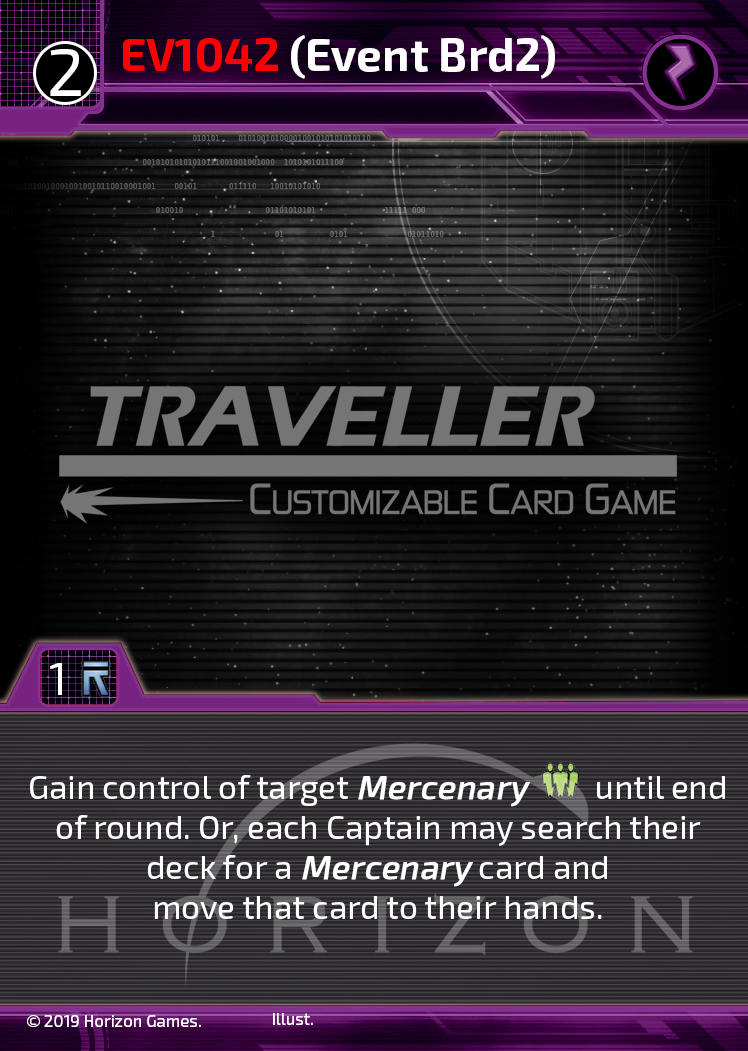 2
EV1042 (Event Brd2)
010101
TRAVELLER
CUSTOMIZABLE CARD GAME
1
Gain control of target Mercenary until end
of round. Or, each Captain may search their
deck for a Mercenary card and
move that card to their hands.
HORIZON
© 2019 Horizon Games. Illust.